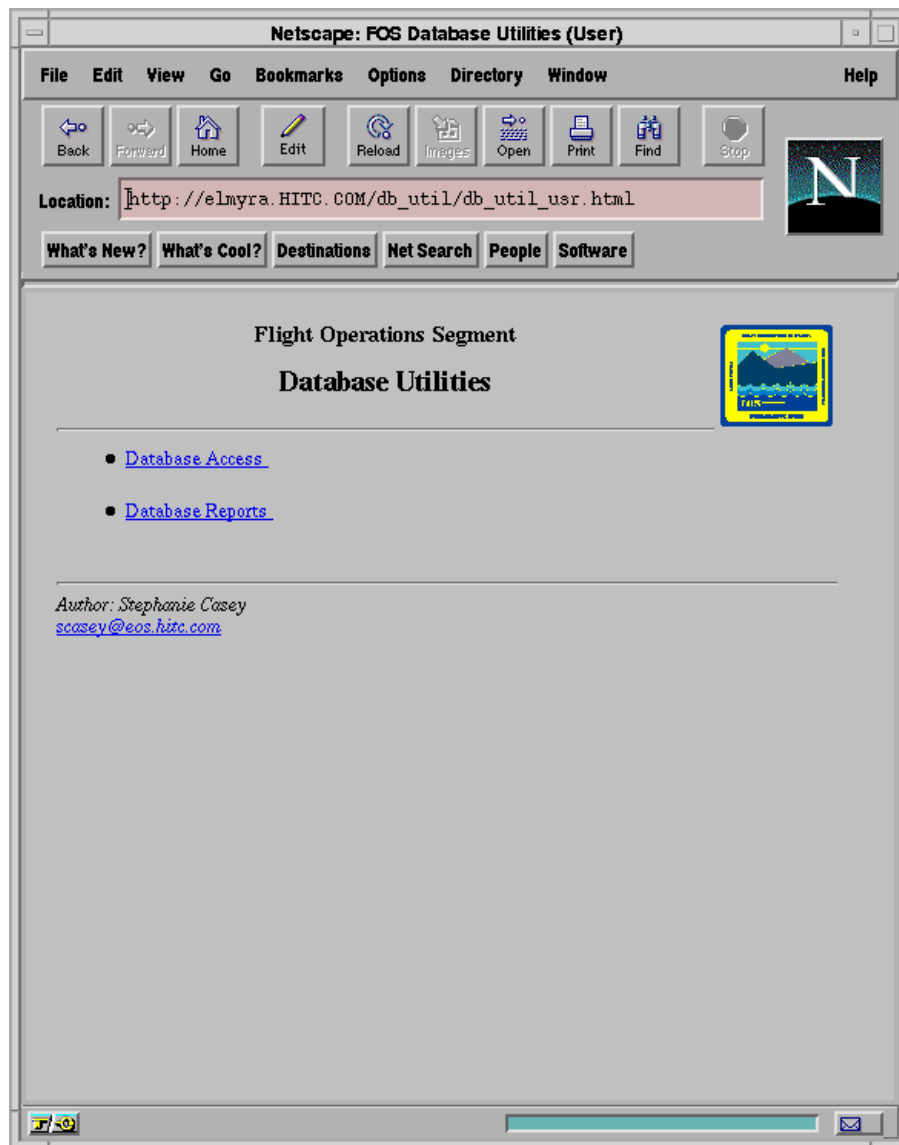 Netscape: FOS Database Utilities (User)
File Edit View Go Bookmarks Options Directory Window Help
Back Forward Home Edit Reload Images Open Print Find Stop
N
Location: http://elmyra.HITC.COM/db_util/db_util_usr.html
What's New? What's Cool? Destinations Net Search People Software
Flight Operations Segment
Database Utilities
Database Access
Database Reports
Author: Stephanie Casey
scasey@eos.hitc.com